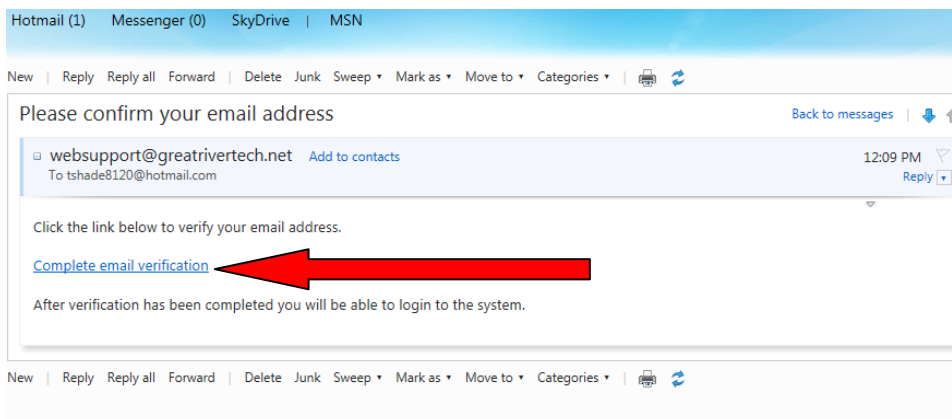 Hotmail (1) Messenger (0) SkyDrive | MSN
New | Reply Reply all Forward | Delete Junk Sweep Mark as Move to Categories |
Please confirm your email address Back to messages |
websupport@greatrivertech.net Add to contacts 12:09 PM
To tshade8120@hotmail.com Reply
Click the link below to verify your email address.
Complete email verification
After verification has been completed you will be able to login to the system.
New | Reply Reply all Forward | Delete Junk Sweep Mark as Move to Categories |